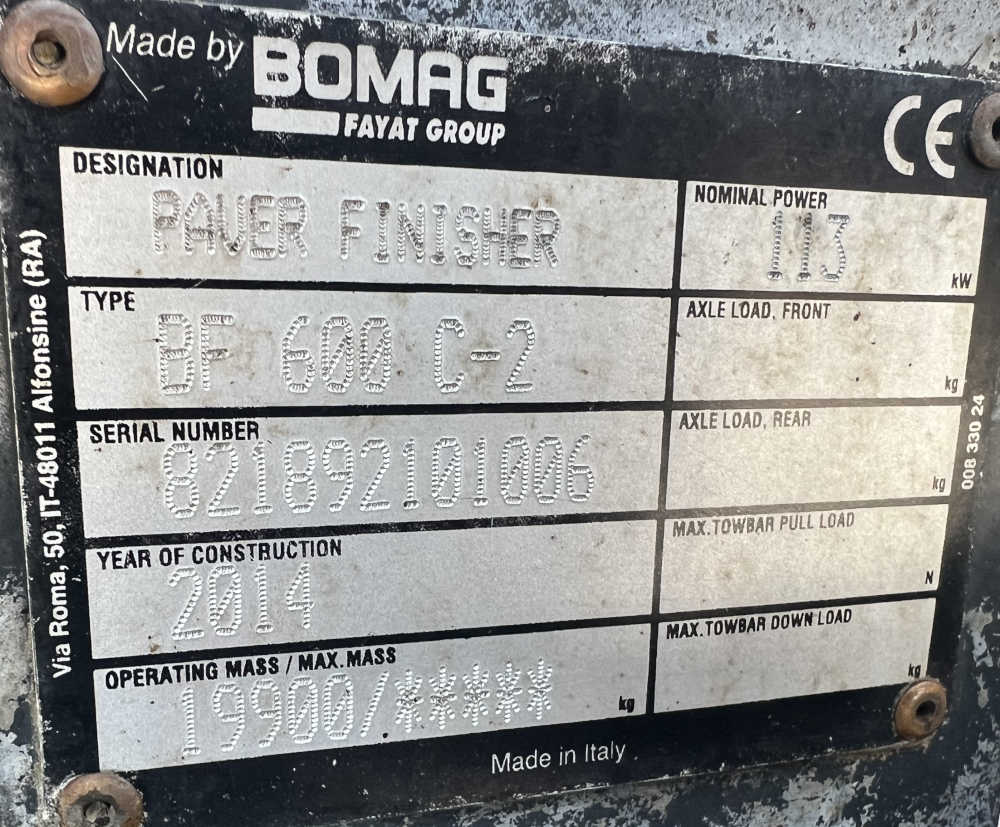 Made by BOMAG
FAYAT GROUP
CE
DESIGNATION
PAVER FINISHER
NOMINAL POWER
113
kW
TYPE
BF 600 C-2
AXLE LOAD, FRONT
kg
SERIAL NUMBER
821892101006
AXLE LOAD, REAR
kg
YEAR OF CONSTRUCTION
2014
MAX.TOWBAR PULL LOAD
N
OPERATING MASS / MAX.MASS
19900/*****
kg
MAX.TOWBAR DOWN LOAD
kg
Made in Italy
Via Roma, 50, IT-48011 Alfonsine (RA)
008 330 24